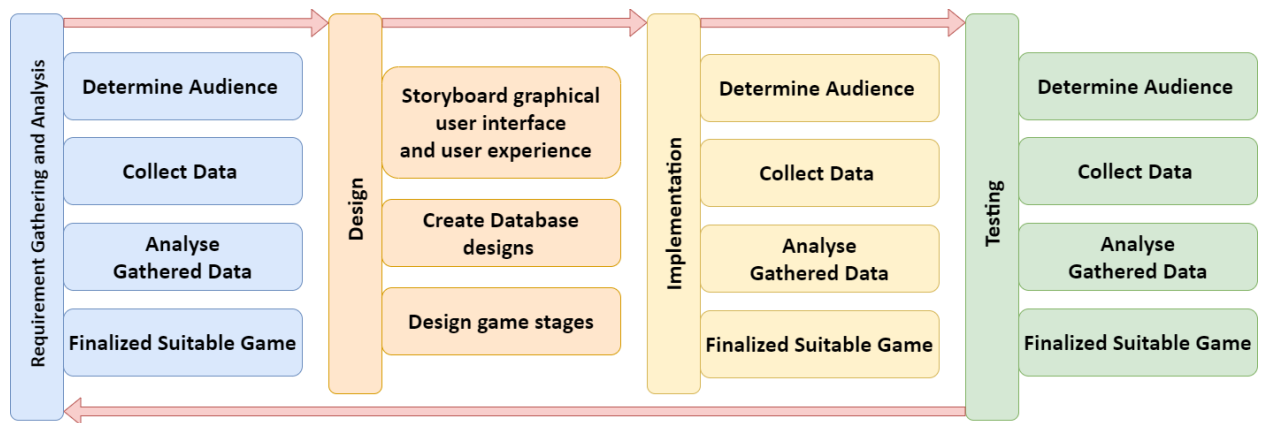 Requirement Gathering and Analysis
Determine Audience
Collect Data
Analyse
Gathered Data
Finalized Suitable Game
Design
Storyboard graphical
user interface
and user experience
Create Database
designs
Design game stages
Implementation
Determine Audience
Collect Data
Analyse
Gathered Data
Finalized Suitable Game
Testing
Determine Audience
Collect Data
Analyse
Gathered Data
Finalized Suitable Game